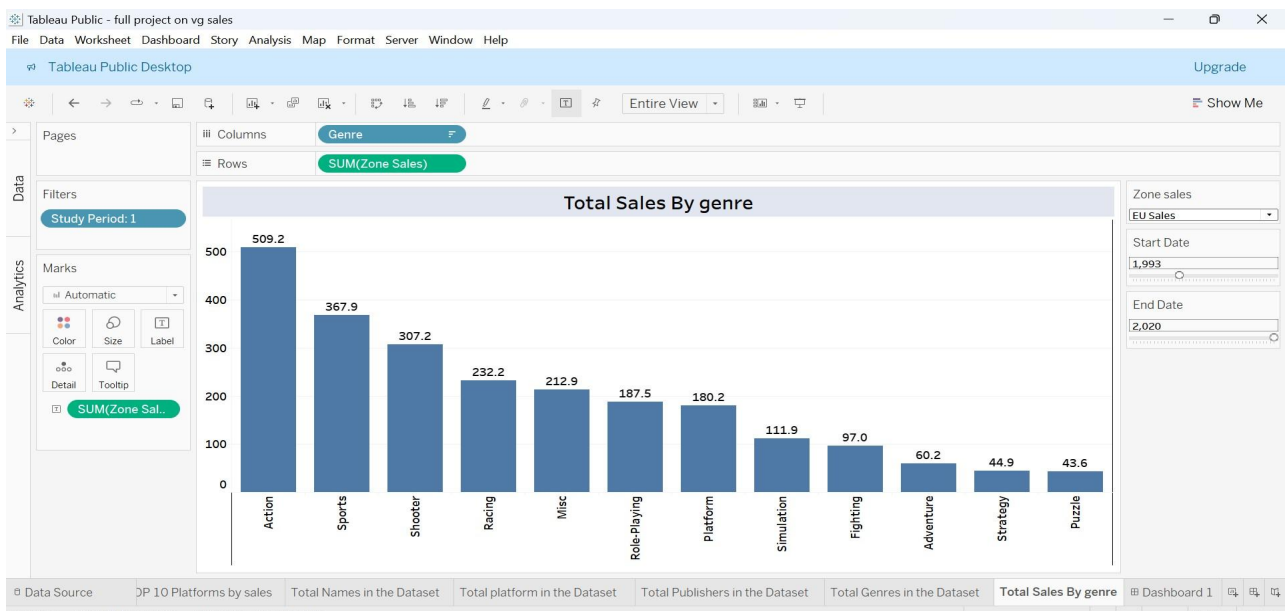 Tableau Public - full project on vg sales
File Data Worksheet Dashboard Story Analysis Map Format Server Window Help
Tableau Public Desktop
Upgrade
Entire View
Show Me
Data
Analytics
Pages
Columns
Genre
Rows
SUM(Zone Sales)
Filters
Study Period: 1
Marks
Automatic
Color Size Label
Detail Tooltip
SUM(Zone Sal..
Total Sales By genre
500
400
300
200
100
0
509.2
367.9
307.2
232.2
212.9
187.5
180.2
111.9
97.0
60.2
44.9
43.6
Action
Sports
Shooter
Racing
Misc
Role-Playing
Platform
Simulation
Fighting
Adventure
Strategy
Puzzle
Zone sales
EU Sales
Start Date
1,993
End Date
2,020
Data Source
OP 10 Platforms by sales
Total Names in the Dataset
Total platform in the Dataset
Total Publishers in the Dataset
Total Genres in the Dataset
Total Sales By genre
Dashboard 1